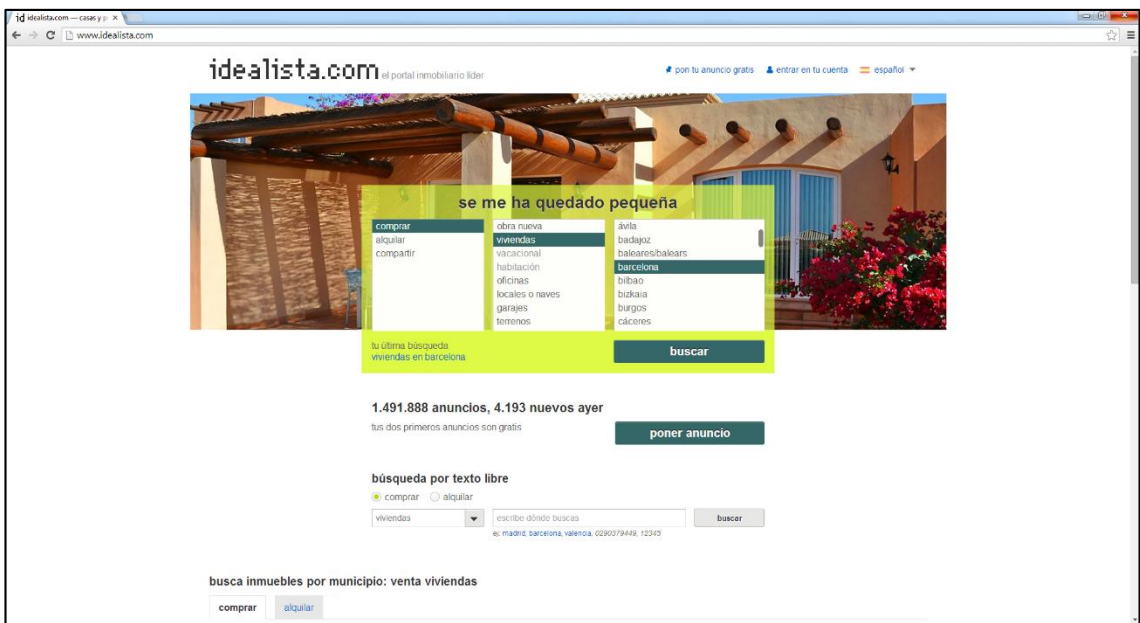 idealista.com — casas y p
www.idealista.com
idealista.com el portal inmobiliario líder
pon tu anuncio gratis entrar en tu cuenta español
se me ha quedado pequeña
comprar obra nueva ávila
alquilar viviendas badajoz
compartir vacacional baleares/balears
habitación barcelona
oficinas bilbao
locales o naves bizkaia
garajes burgos
terrenos cáceres
tu última búsqueda
viviendas en barcelona
buscar
1.491.888 anuncios, 4.193 nuevos ayer
tus dos primeros anuncios son gratis
poner anuncio
búsqueda por texto libre
comprar alquilar
viviendas escribe dónde buscas buscar
ej: madrid, barcelona, valencia, 0290379449, 12345
busca inmuebles por municipio: venta viviendas
comprar alquilar